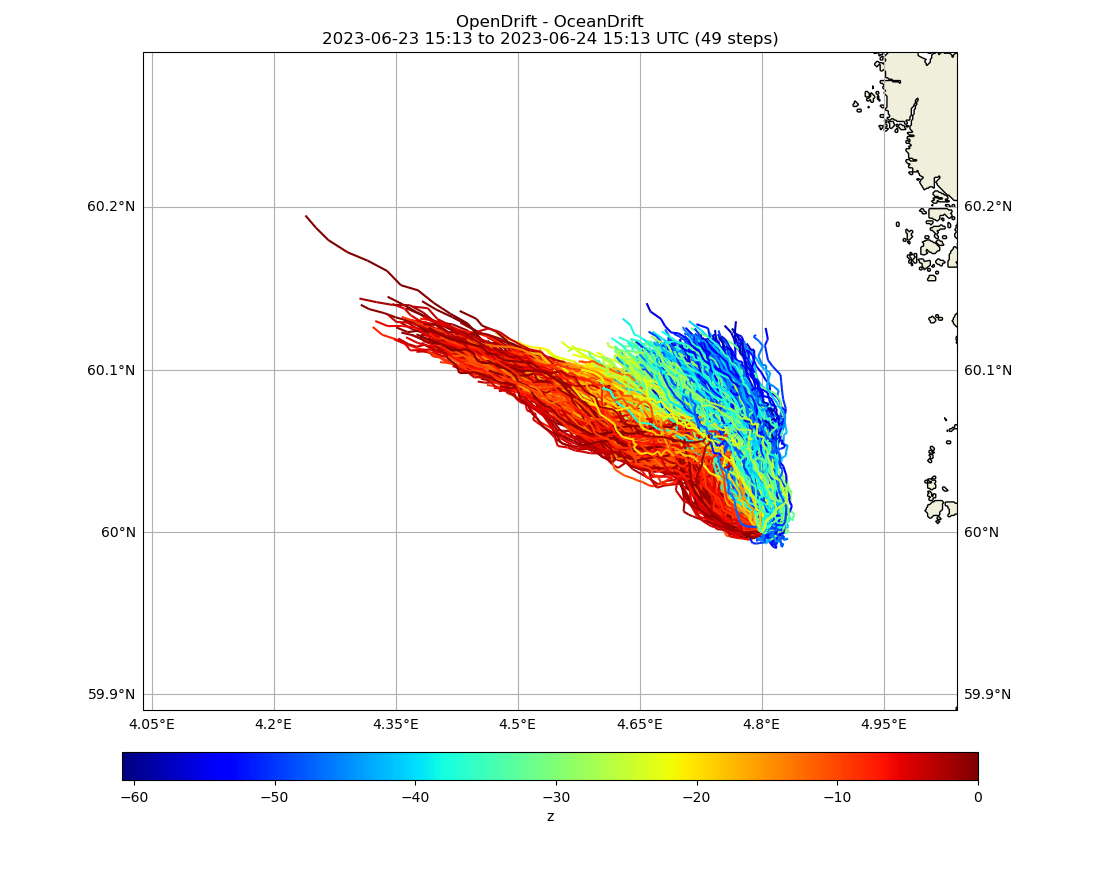 OpenDrift - OceanDrift
2023-06-23 15:13 to 2023-06-24 15:13 UTC (49 steps)
60.2°N 60.2°N
60.1°N 60.1°N
60°N 60°N
59.9°N 59.9°N
4.05°E 4.2°E 4.35°E 4.5°E 4.65°E 4.8°E 4.95°E
−60 −50 −40 −30 −20 −10 0
z